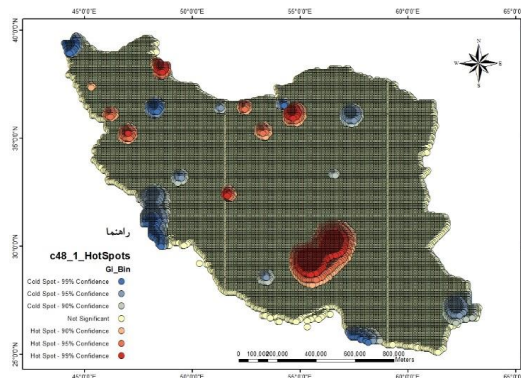 45°0'0"E 50°0'0"E 55°0'0"E 60°0'0"E 65°0'0"E
40°0'0"N
35°0'0"N
30°0'0"N
25°0'0"N
N
W E
S
راهنما
c48_1_HotSpots
Gi_Bin
Cold Spot - 99% Confidence
Cold Spot - 95% Confidence
Cold Spot - 90% Confidence
Not Significant
Hot Spot - 90% Confidence
Hot Spot - 95% Confidence
Hot Spot - 99% Confidence
0 100,000200,000 400,000 600,000 800,000
Meters
45°0'0"E 50°0'0"E 55°0'0"E 60°0'0"E 65°0'0"E